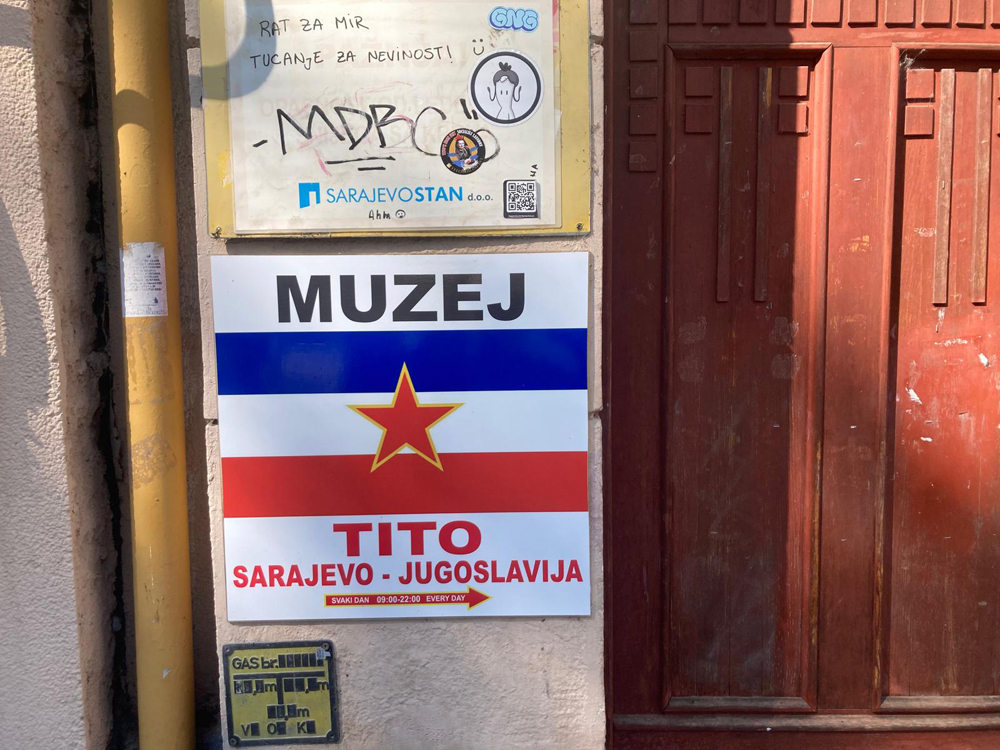 RAT ZA MIR
TUCANJE ZA NEVINOST!
GNG
MDBC
SARAJEVOSTAN d.o.o.
Ahm
MUZEJ
TITO
SARAJEVO - JUGOSLAVIJA
SVAKI DAN 09:00-22:00 EVERY DAY
GAS br.
m m
m
V O K